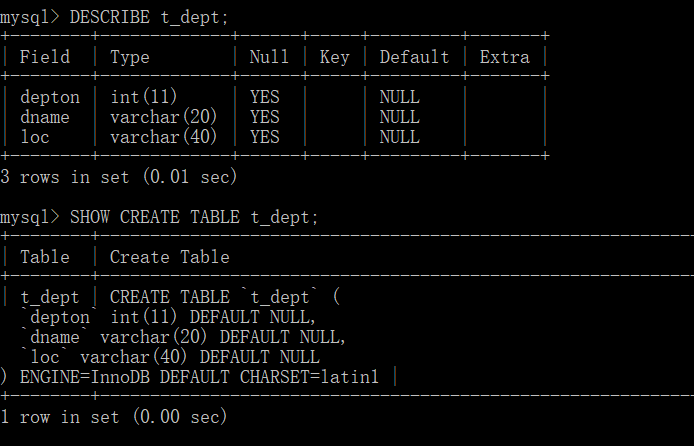 mysql> DESCRIBE t_dept;
+--------+-------------+------+-----+---------+-------+
| Field | Type | Null | Key | Default | Extra |
+--------+-------------+------+-----+---------+-------+
| depton | int(11) | YES | | NULL | |
| dname | varchar(20) | YES | | NULL | |
| loc | varchar(40) | YES | | NULL | |
+--------+-------------+------+-----+---------+-------+
3 rows in set (0.01 sec)
mysql> SHOW CREATE TABLE t_dept;
+--------+------------------------------------------------------------
| Table | Create Table
+--------+------------------------------------------------------------
| t_dept | CREATE TABLE `t_dept` (
`depton` int(11) DEFAULT NULL,
`dname` varchar(20) DEFAULT NULL,
`loc` varchar(40) DEFAULT NULL
) ENGINE=InnoDB DEFAULT CHARSET=latin1 |
+--------+------------------------------------------------------------
1 row in set (0.00 sec)